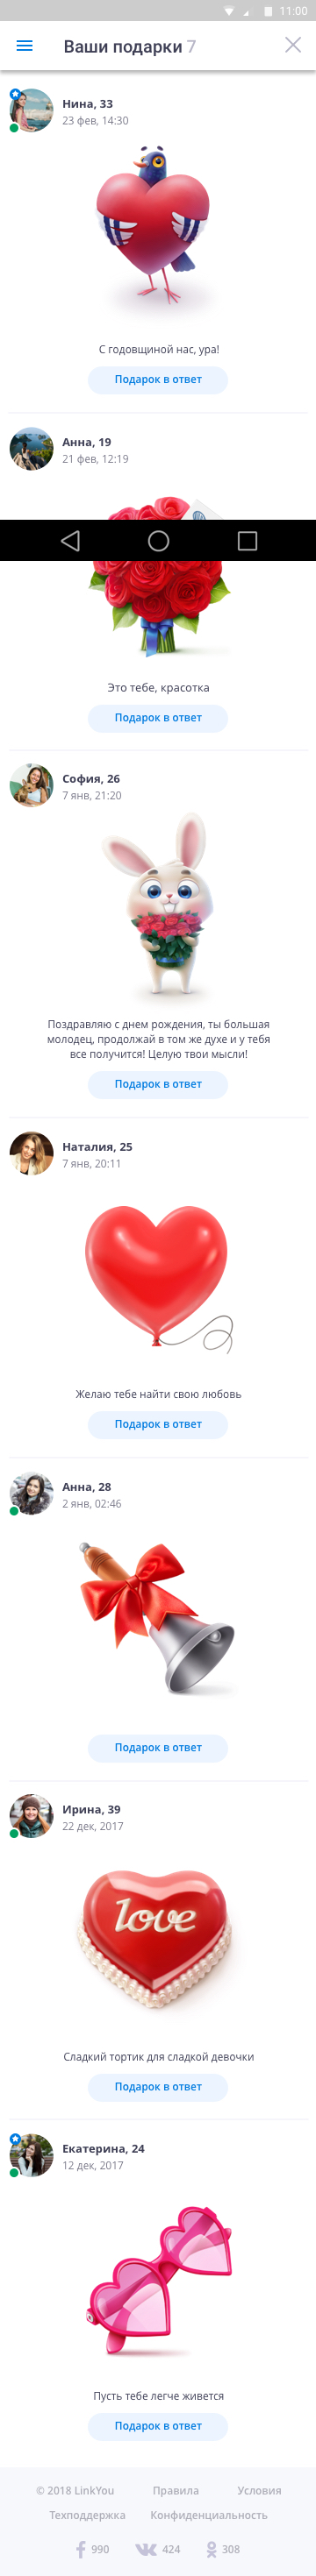 11:00
Ваши подарки 7
Нина, 33
23 фев, 14:30
С годовщиной нас, ура!
Подарок в ответ
Анна, 19
21 фев, 12:19
Это тебе, красотка
Подарок в ответ
София, 26
7 янв, 21:20
Поздравляю с днем рождения, ты большая
молодец, продолжай в том же духе и у тебя
все получится! Целую твои мысли!
Подарок в ответ
Наталия, 25
7 янв, 20:11
Желаю тебе найти свою любовь
Подарок в ответ
Анна, 28
2 янв, 02:46
Подарок в ответ
Ирина, 39
22 дек, 2017
love
Сладкий тортик для сладкой девочки
Подарок в ответ
Екатерина, 24
12 дек, 2017
Пусть тебе легче живется
Подарок в ответ
© 2018 LinkYou Правила Условия
Техподдержка Конфиденциальность
990 424 308